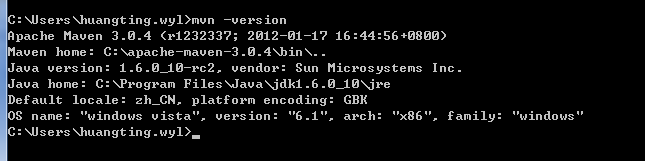 C:\Users\huangting.wyl>mvn -version
Apache Maven 3.0.4 (r1232337; 2012-01-17 16:44:56+0800)
Maven home: C:\apache-maven-3.0.4\bin\..
Java version: 1.6.0_10-rc2, vendor: Sun Microsystems Inc.
Java home: C:\Program Files\Java\jdk1.6.0_10\jre
Default locale: zh_CN, platform encoding: GBK
OS name: "windows vista", version: "6.1", arch: "x86", family: "windows"
C:\Users\huangting.wyl>_